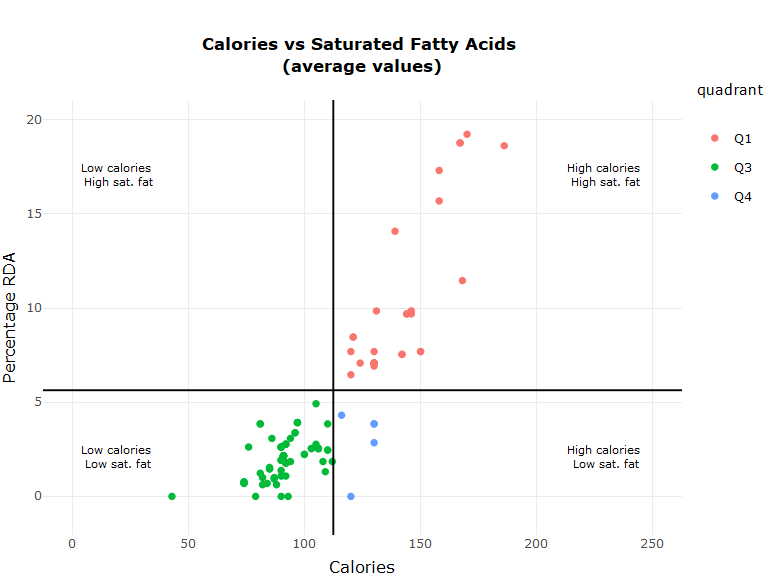 Calories vs Saturated Fatty Acids
(average values)
quadrant
Q1
Q3
Q4
Low calories
High sat. fat
High calories
High sat. fat
Low calories
Low sat. fat
High calories
Low sat. fat
Percentage RDA
20
15
10
5
0
0
50
100
150
200
250
Calories